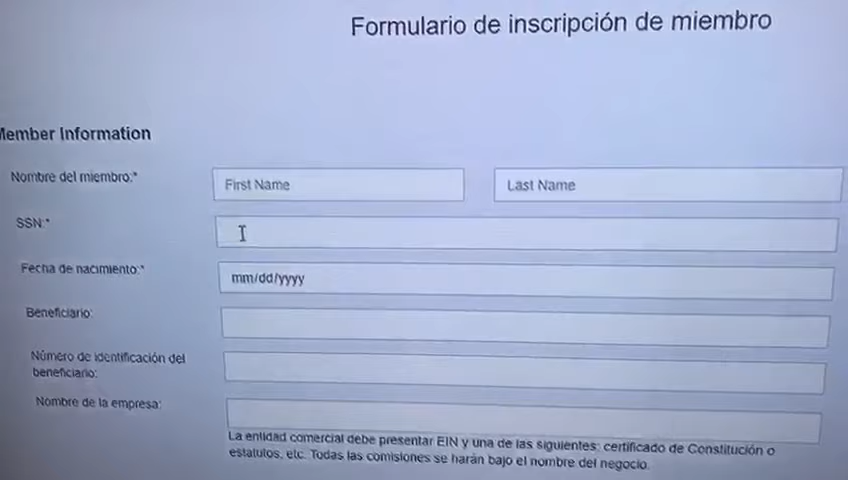 Formulario de inscripción de miembro
Member Information
Nombre del miembro:*
First Name
Last Name
SSN:*
Fecha de nacimiento:*
mm/dd/yyyy
Beneficiario:
Número de identificación del
beneficiario:
Nombre de la empresa:
La entidad comercial debe presentar EIN y una de las siguientes: certificado de Constitución o
estatutos, etc. Todas las comisiones se harán bajo el nombre del negocio.